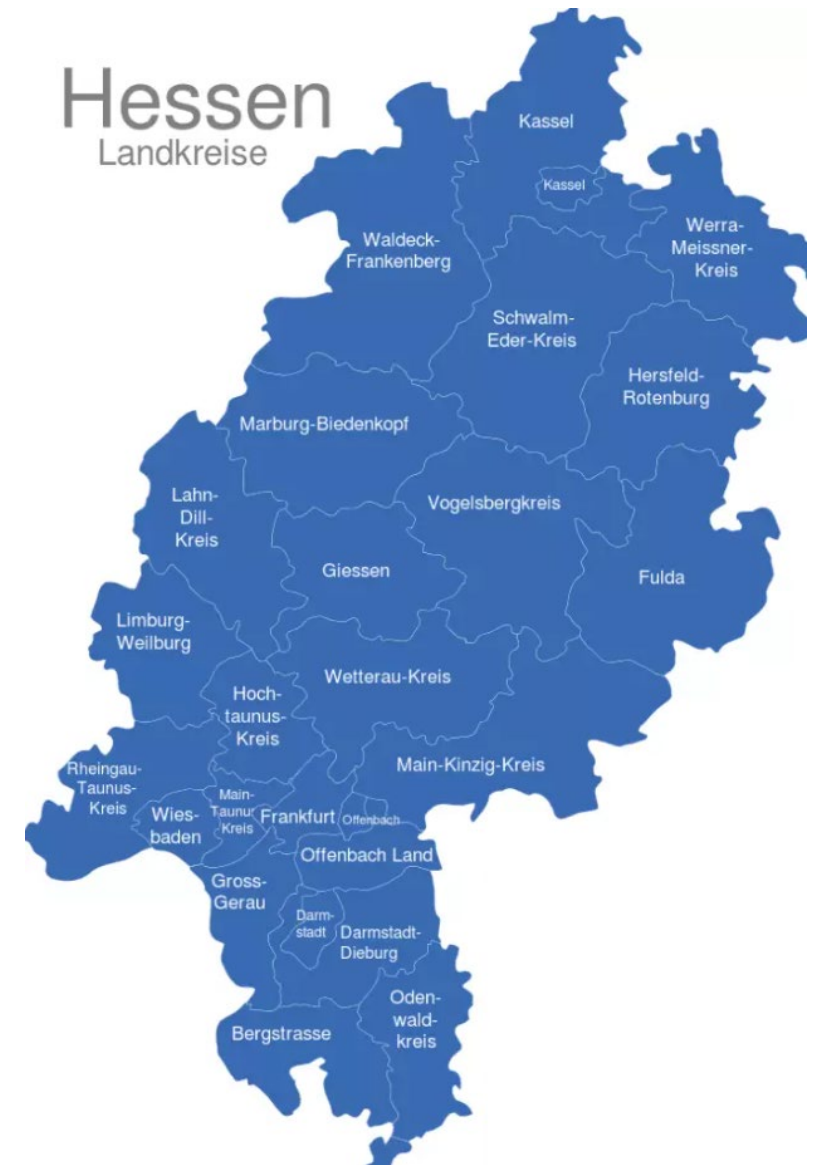 Hessen
Landkreise
Kassel
Kassel
Waldeck-
Frankenberg
Werra-
Meissner-
Kreis
Schwalm-
Eder-Kreis
Hersfeld-
Rotenburg
Marburg-Biedenkopf
Lahn-
Dill-
Kreis
Vogelsbergkreis
Giessen
Fulda
Limburg-
Weilburg
Wetterau-Kreis
Hoch-
taunus-
Kreis
Main-Kinzig-Kreis
Rheingau-
Taunus-
Kreis
Wies-
baden
Main-
Taunus-
Kreis
Frankfurt
Offenbach
Offenbach Land
Gross-
Gerau
Darm-
stadt
Darmstadt-
Dieburg
Oden-
wald-
kreis
Bergstrasse